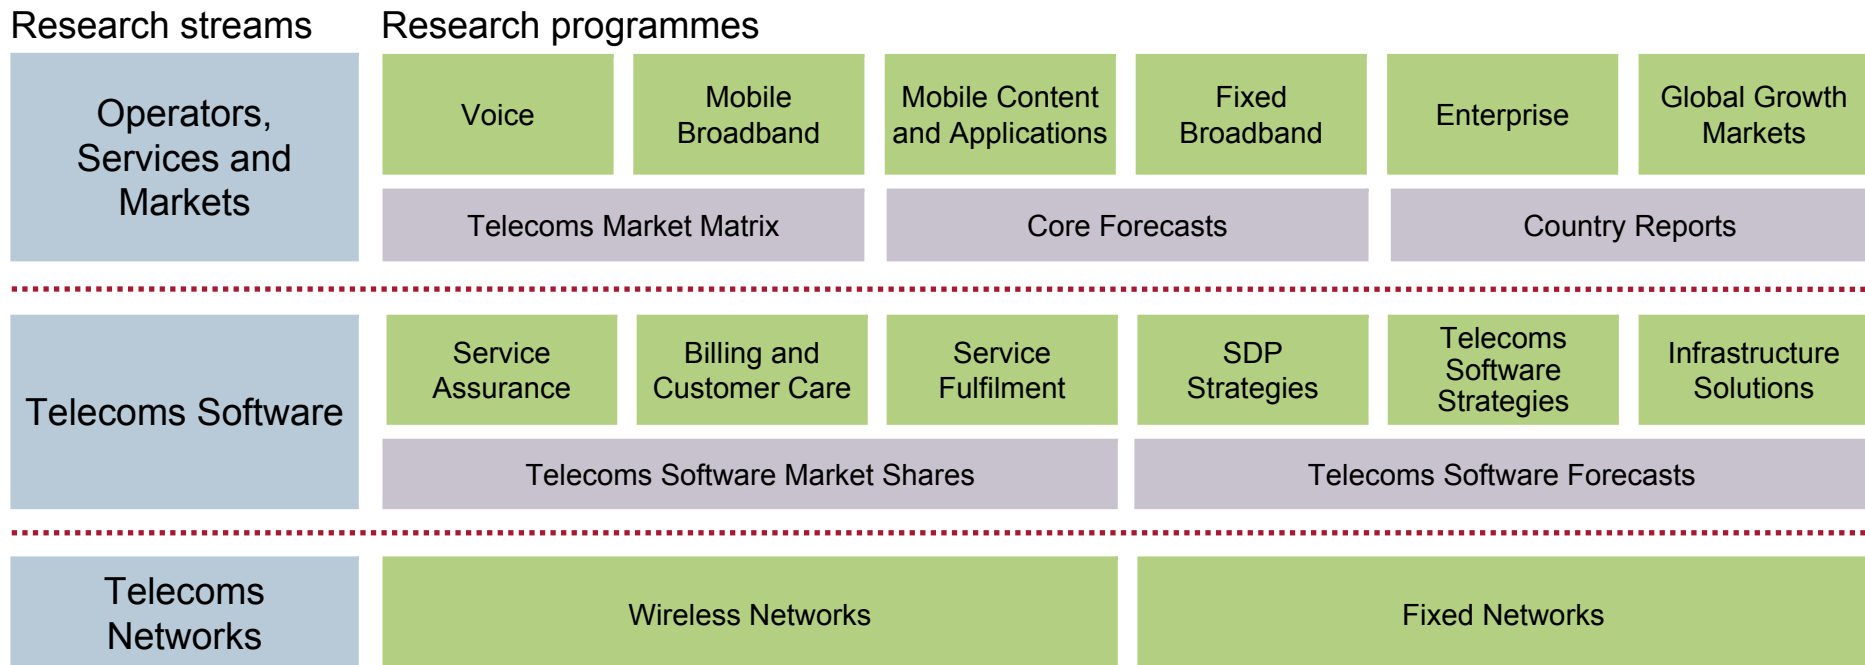 Research streams
Research programmes
Operators,
Services and
Markets
Voice
Mobile
Broadband
Mobile Content
and Applications
Fixed
Broadband
Enterprise
Global Growth
Markets
Telecoms Market Matrix
Core Forecasts
Country Reports
Telecoms Software
Service
Assurance
Billing and
Customer Care
Service
Fulfilment
SDP
Strategies
Telecoms
Software
Strategies
Infrastructure
Solutions
Telecoms Software Market Shares
Telecoms Software Forecasts
Telecoms
Networks
Wireless Networks
Fixed Networks